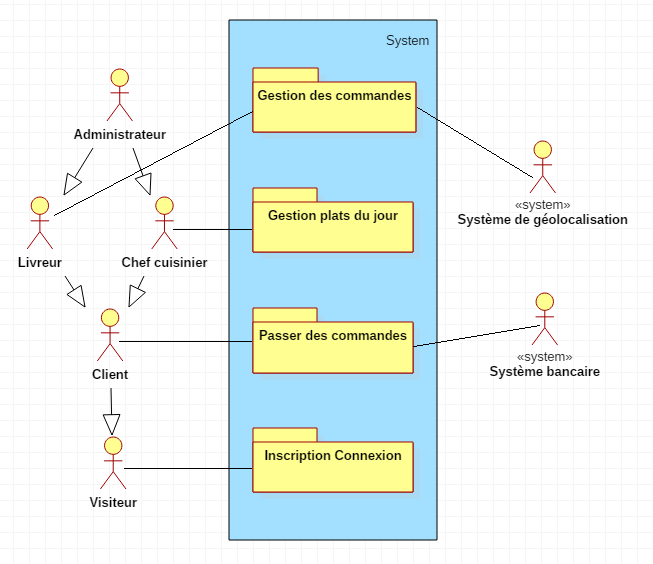 System
Gestion des commandes
Administrateur
Gestion plats du jour
«system»
Système de géolocalisation
Livreur
Chef cuisinier
Passer des commandes
«system»
Système bancaire
Client
Inscription Connexion
Visiteur